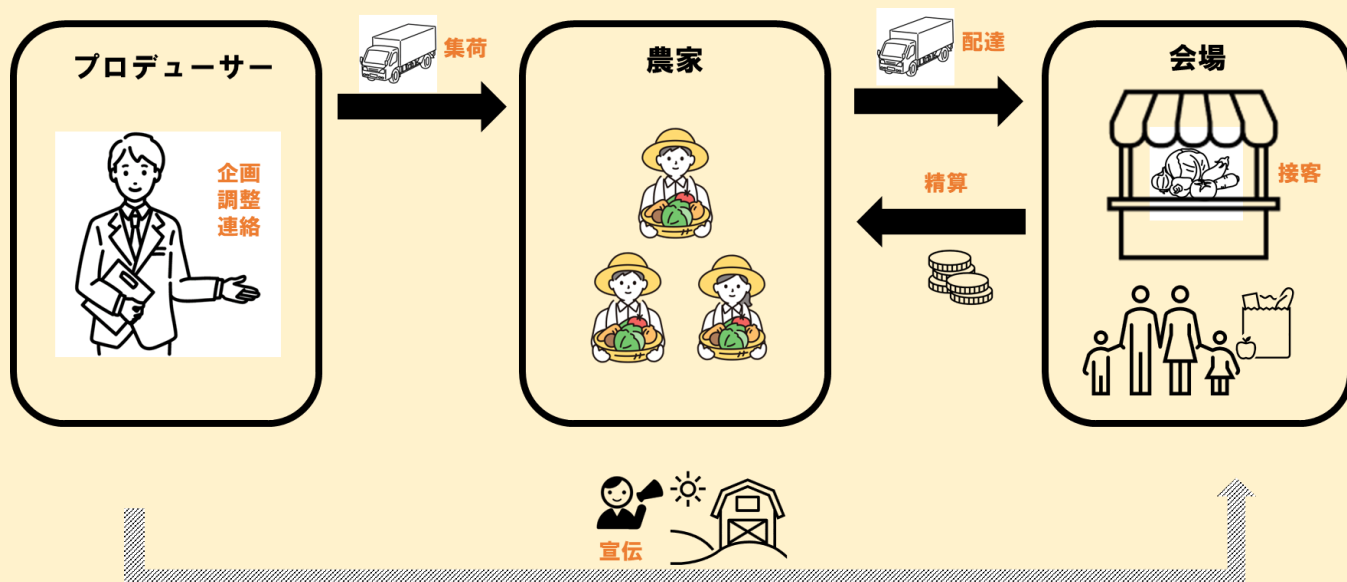 プロデューサー
企画
調整
連絡
集荷
農家
配達
精算
会場
接客
宣伝